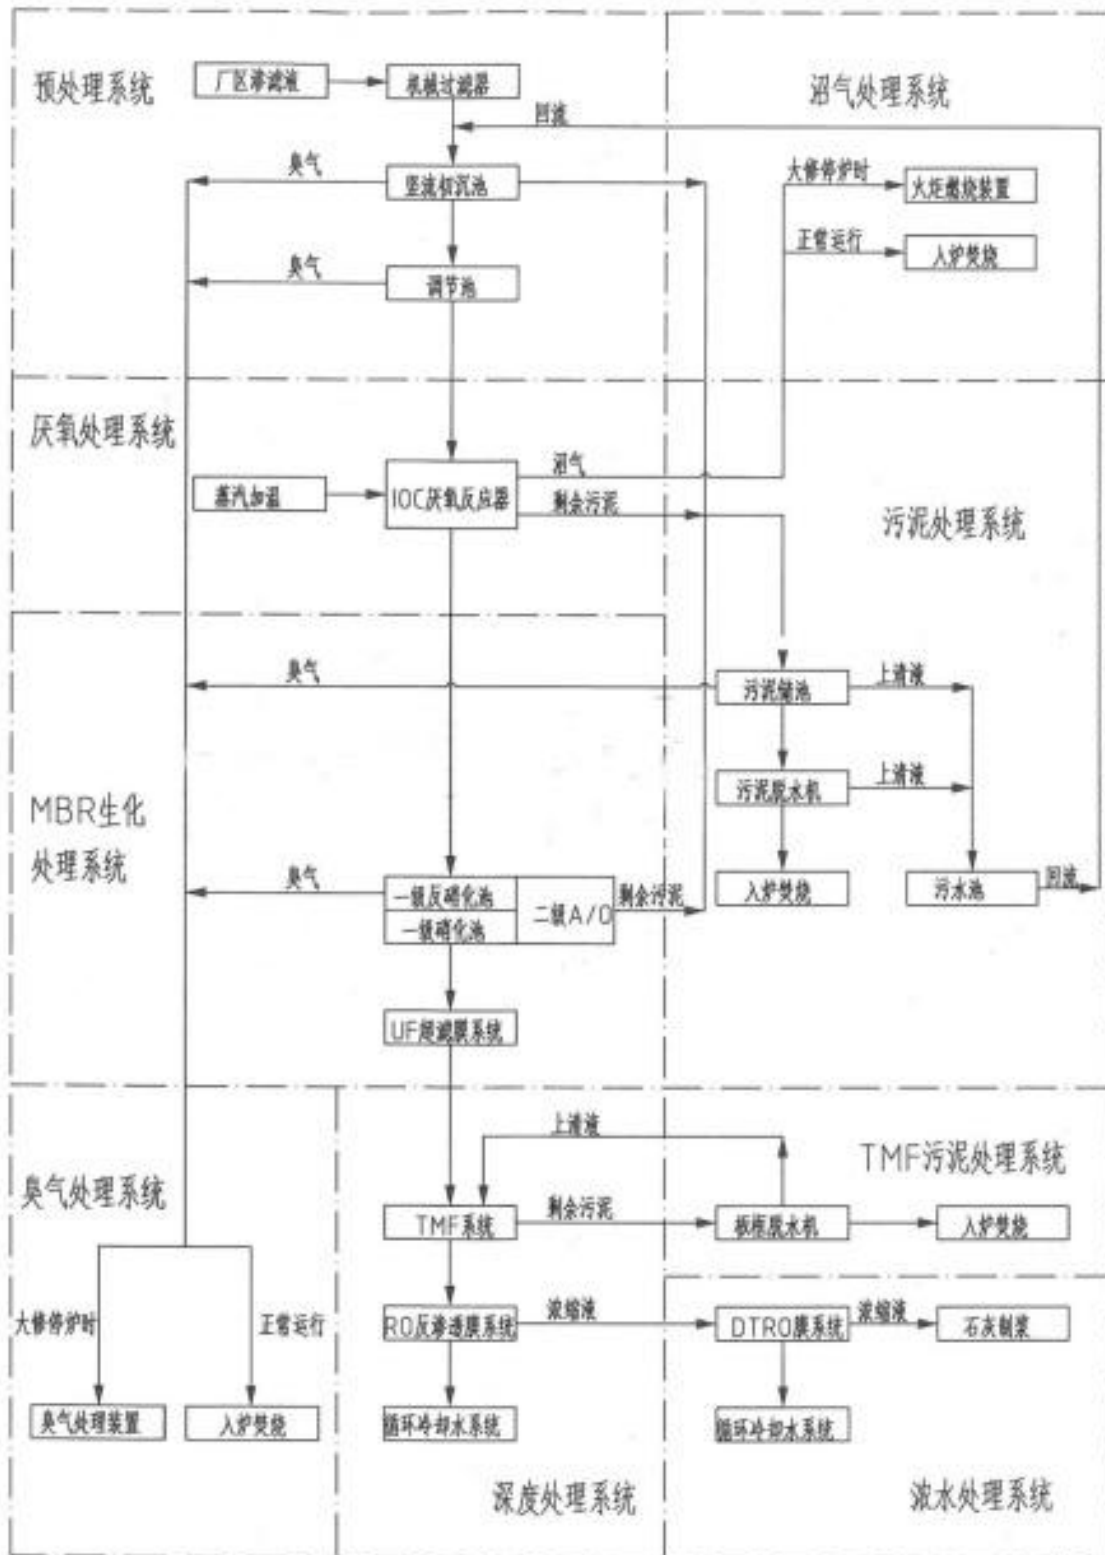 预处理系统
厂区渗滤液
机械过滤器
沼气处理系统
回流
臭气
竖流初沉池
大修停炉时
火炬燃烧装置
正常运行
入炉焚烧
臭气
调节池
厌氧处理系统
沼气
蒸汽加温
IOC厌氧反应器
剩余污泥
污泥处理系统
臭气
污泥储池
上清液
污泥脱水机
上清液
MBR生化
处理系统
臭气
一级反硝化池
一级硝化池
二级A/O
剩余污泥
入炉焚烧
污水池
回流
UF超滤膜系统
上清液
TMF污泥处理系统
臭气处理系统
TMF系统
剩余污泥
板框脱水机
入炉焚烧
大修停炉时
正常运行
RO反渗透膜系统
浓缩液
DTRO膜系统
浓缩液
石灰制浆
臭气处理装置
入炉焚烧
循环冷却水系统
循环冷却水系统
深度处理系统
浓水处理系统